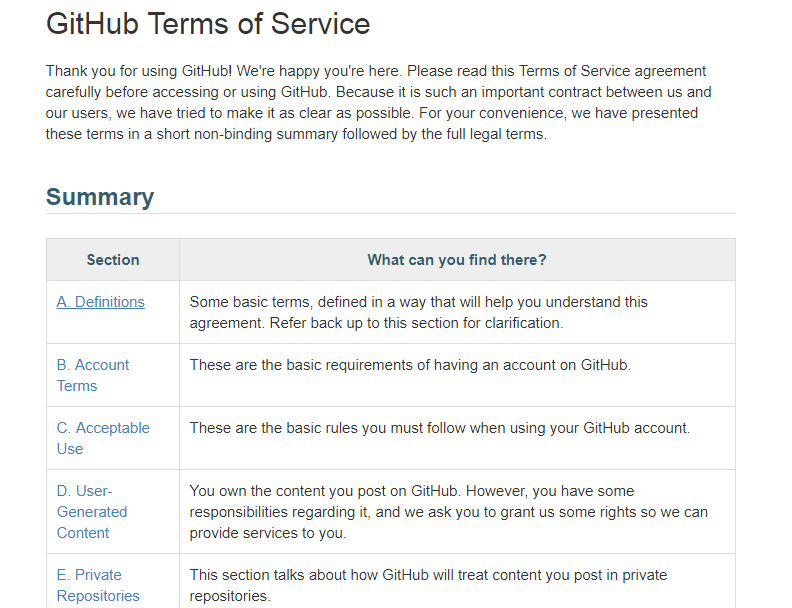 GitHub Terms of Service
Thank you for using GitHub! We're happy you're here. Please read this Terms of Service agreement
carefully before accessing or using GitHub. Because it is such an important contract between us and
our users, we have tried to make it as clear as possible. For your convenience, we have presented
these terms in a short non-binding summary followed by the full legal terms.
Summary
Section
What can you find there?
A. Definitions
Some basic terms, defined in a way that will help you understand this
agreement. Refer back up to this section for clarification.
B. Account
Terms
These are the basic requirements of having an account on GitHub.
C. Acceptable
Use
These are the basic rules you must follow when using your GitHub account.
D. User-
Generated
Content
You own the content you post on GitHub. However, you have some
responsibilities regarding it, and we ask you to grant us some rights so we can
provide services to you.
E. Private
Repositories
This section talks about how GitHub will treat content you post in private
repositories.